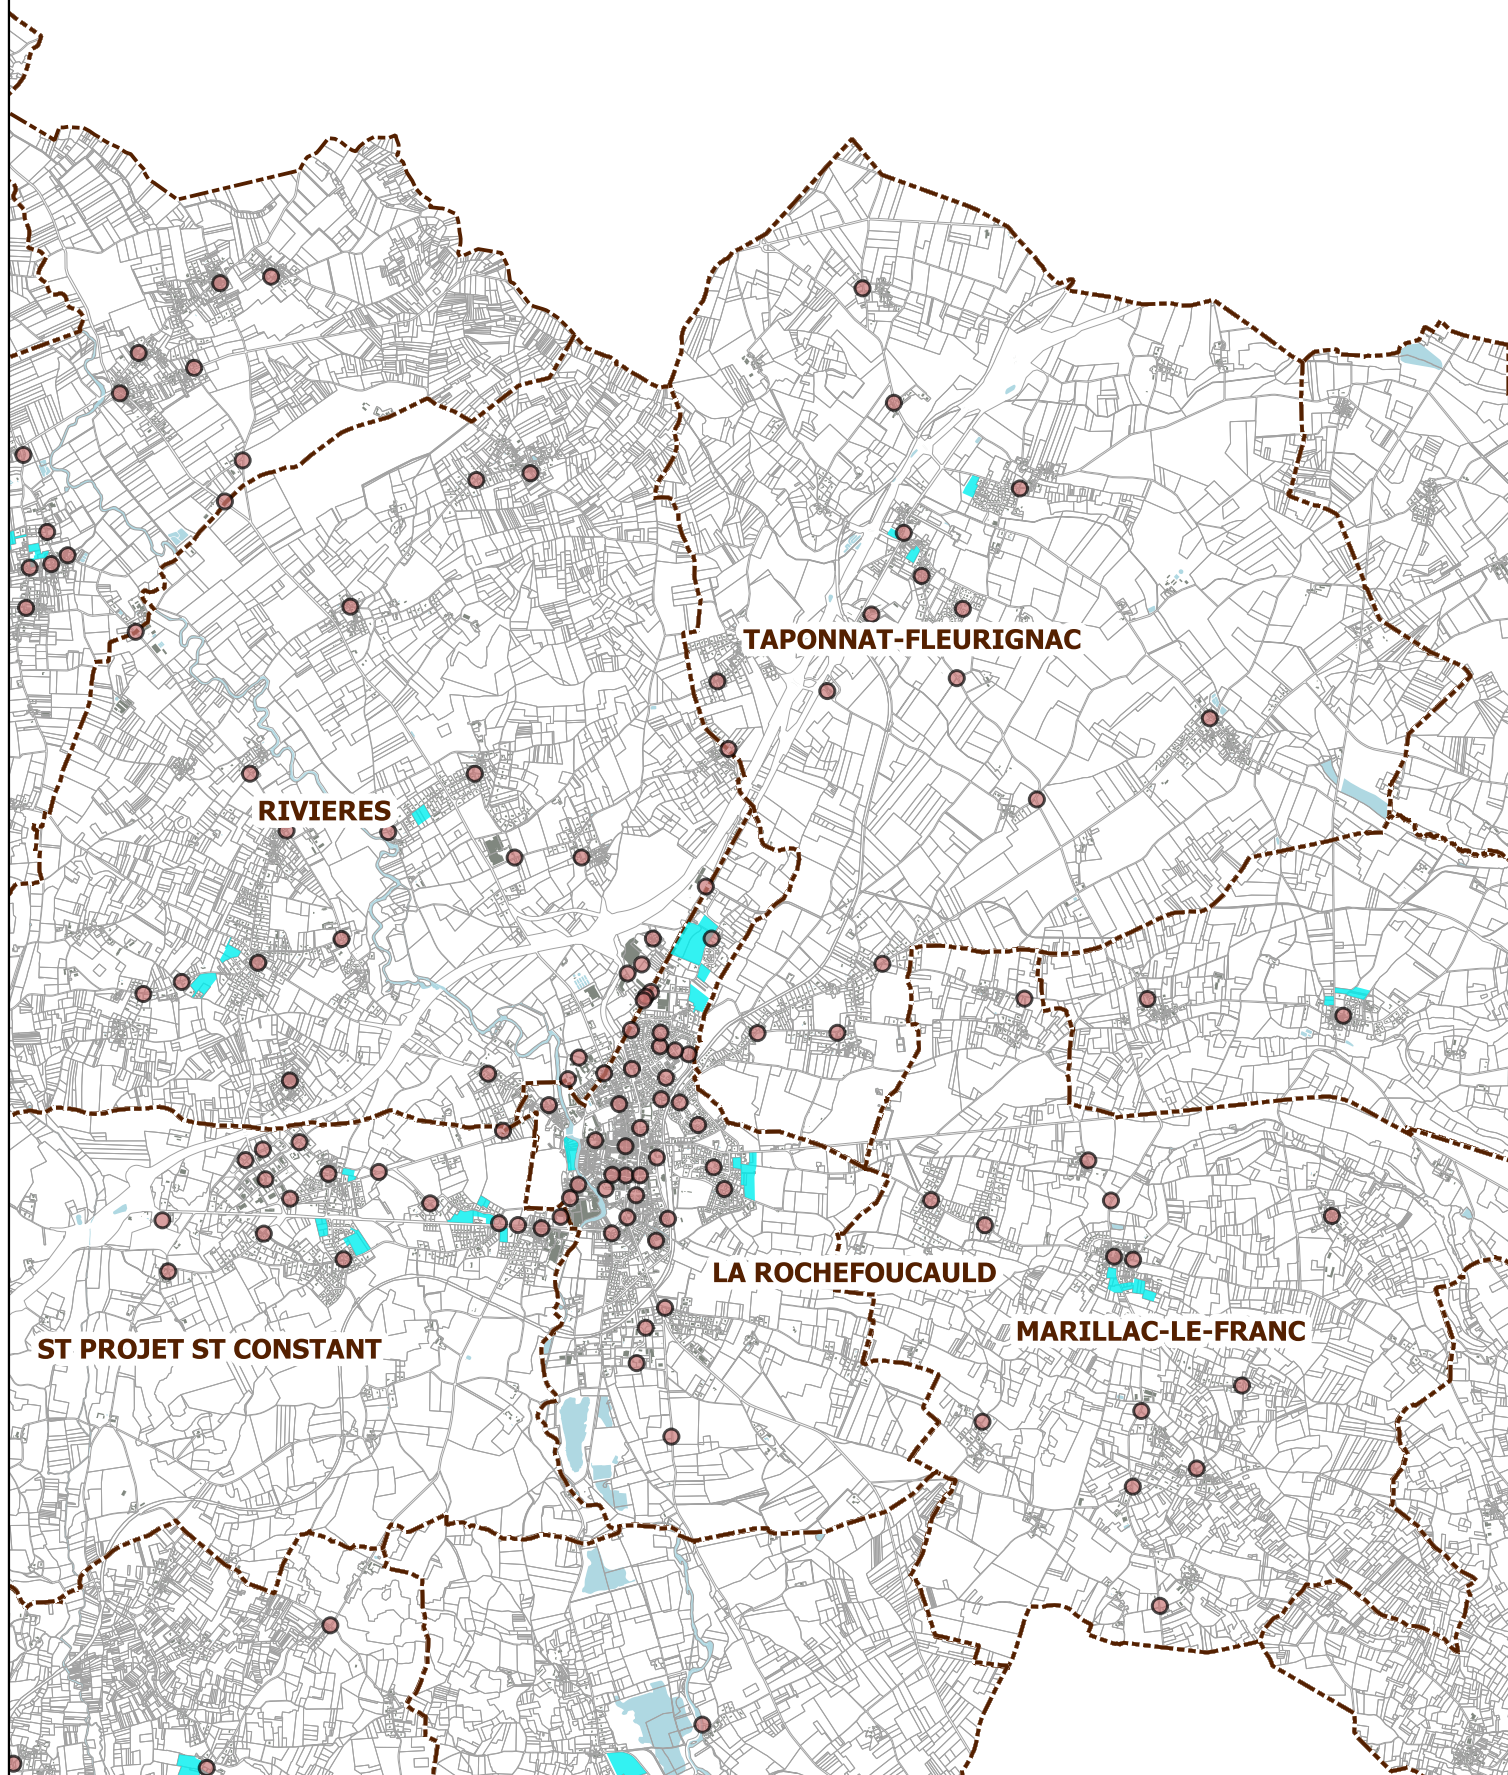 TAPONNAT-FLEURIGNAC
RIVIERES
LA ROCHEFOUCAULD
MARILLAC-LE-FRANC
ST PROJET ST CONSTANT